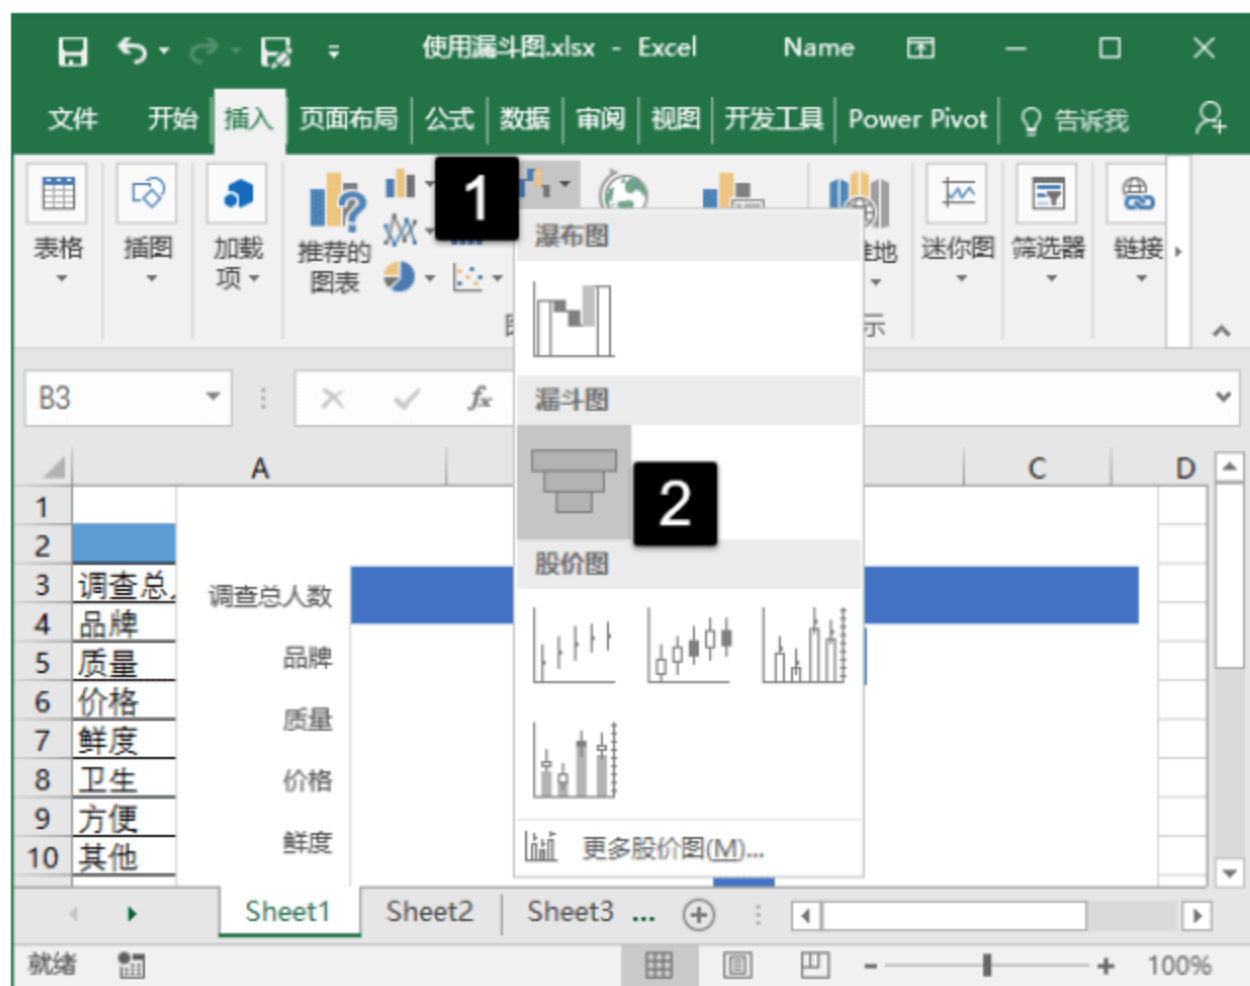 使用漏斗图.xlsx - Excel Name
文件 开始 插入 页面布局 公式 数据 审阅 视图 开发工具 Power Pivot 告诉我
表格 插图 加载项 推荐的图表 迷你图 筛选器 链接
1
瀑布图
漏斗图
2
股价图
更多股价图(M)...
B3 fx
A C D
1
2
3 调查总
4 品牌
5 质量
6 价格
7 鲜度
8 卫生
9 方便
10 其他
调查总人数
品牌
质量
价格
鲜度
Sheet1 Sheet2 Sheet3 ...
就绪 100%